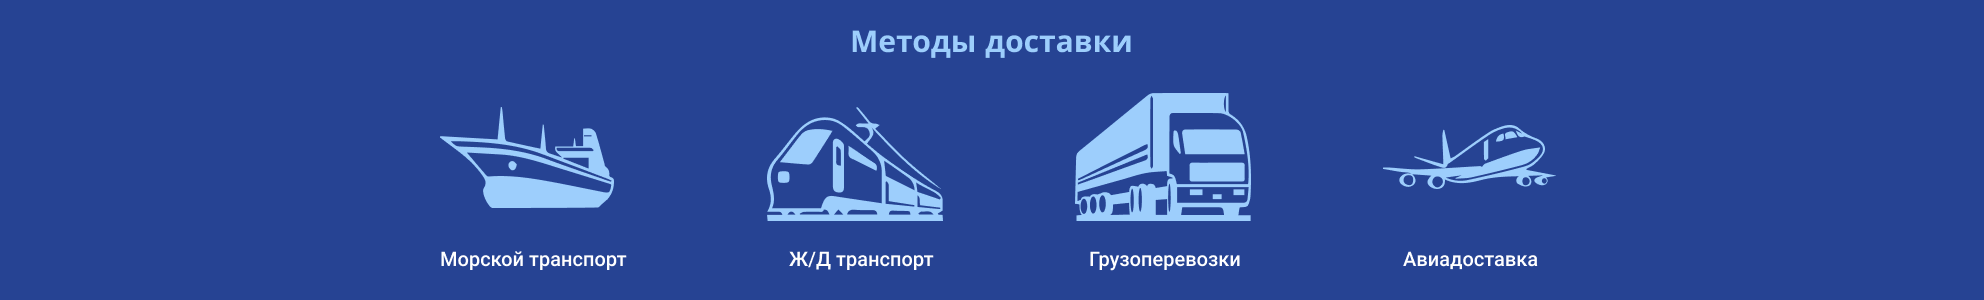 Методы доставки
Морской транспорт
Ж/Д транспорт
Грузоперевозки
Авиадоставка